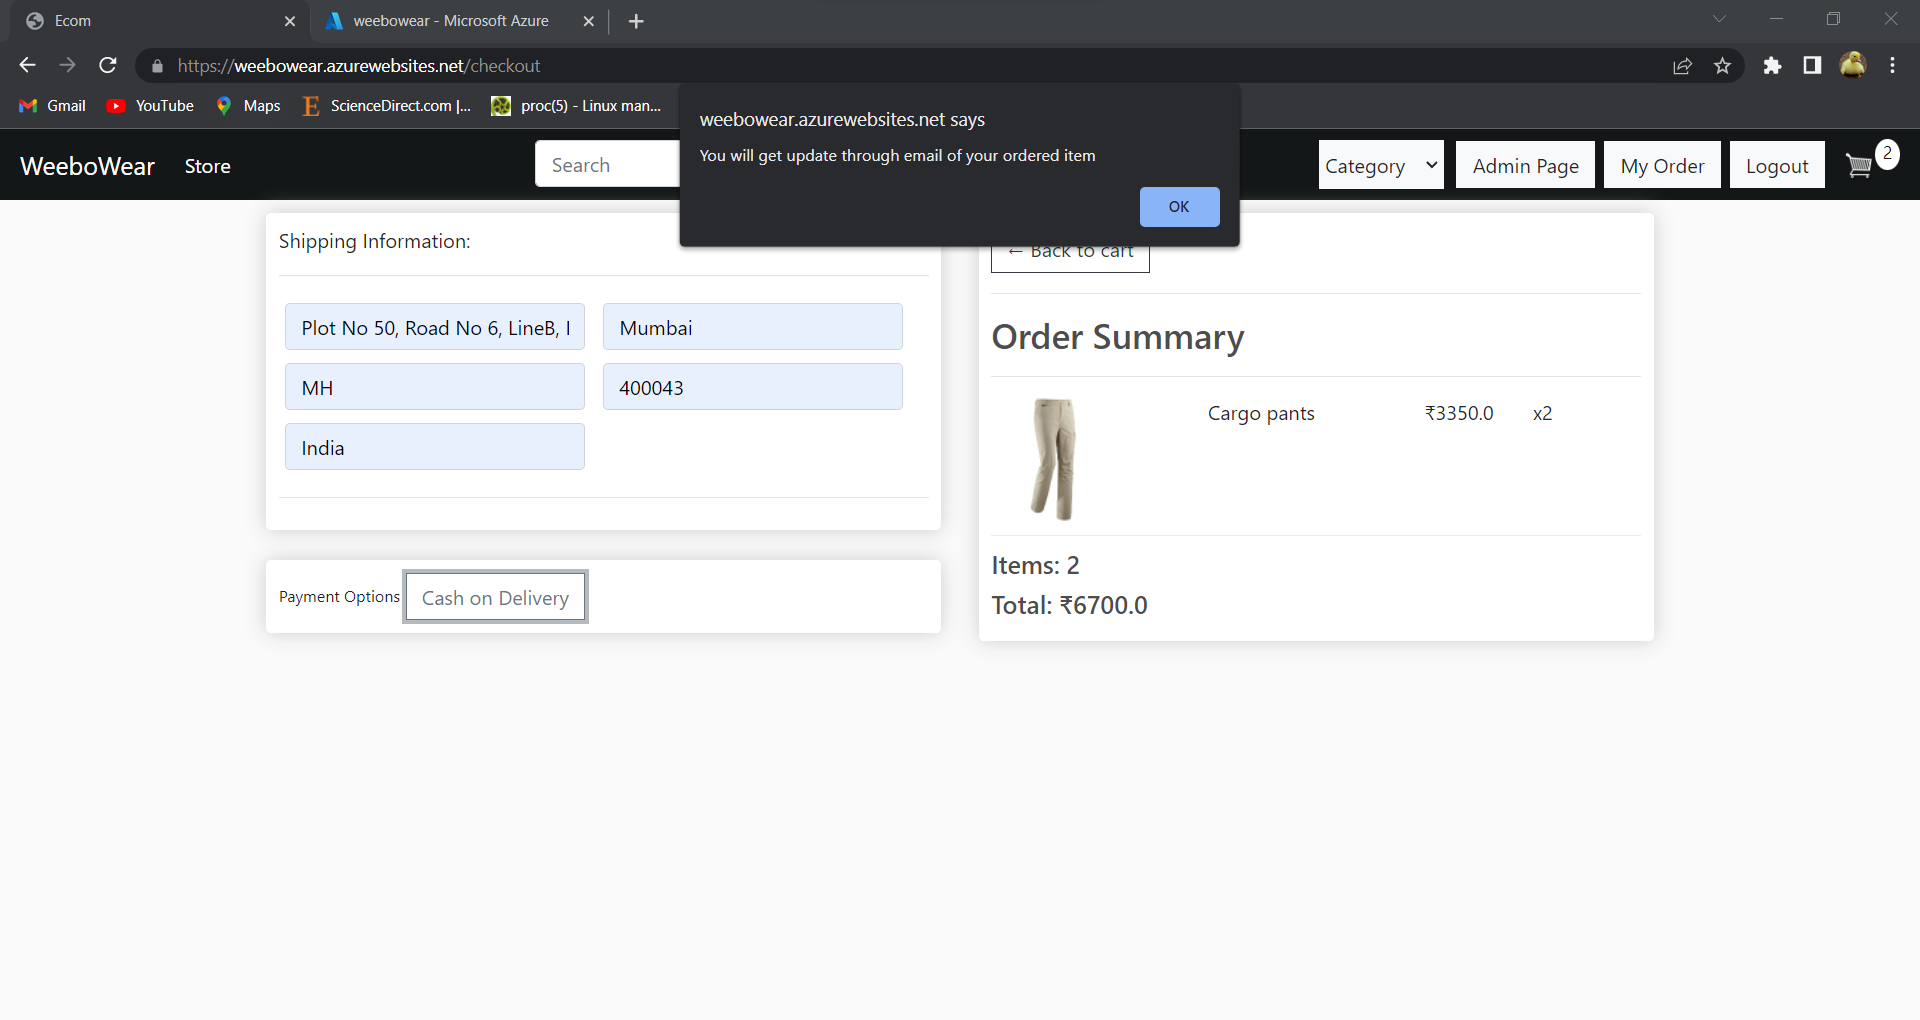 Ecom
weebowear - Microsoft Azure
https://weebowear.azurewebsites.net/checkout
Gmail YouTube Maps ScienceDirect.com |... proc(5) - Linux man...
weebowear.azurewebsites.net says
You will get update through email of your ordered item
OK
WeeboWear Store Search Category Admin Page My Order Logout 2
Shipping Information:
Plot No 50, Road No 6, LineB,
Mumbai
MH
400043
India
Payment Options Cash on Delivery
← Back to cart
Order Summary
Cargo pants ₹3350.0 x2
Items: 2
Total: ₹6700.0